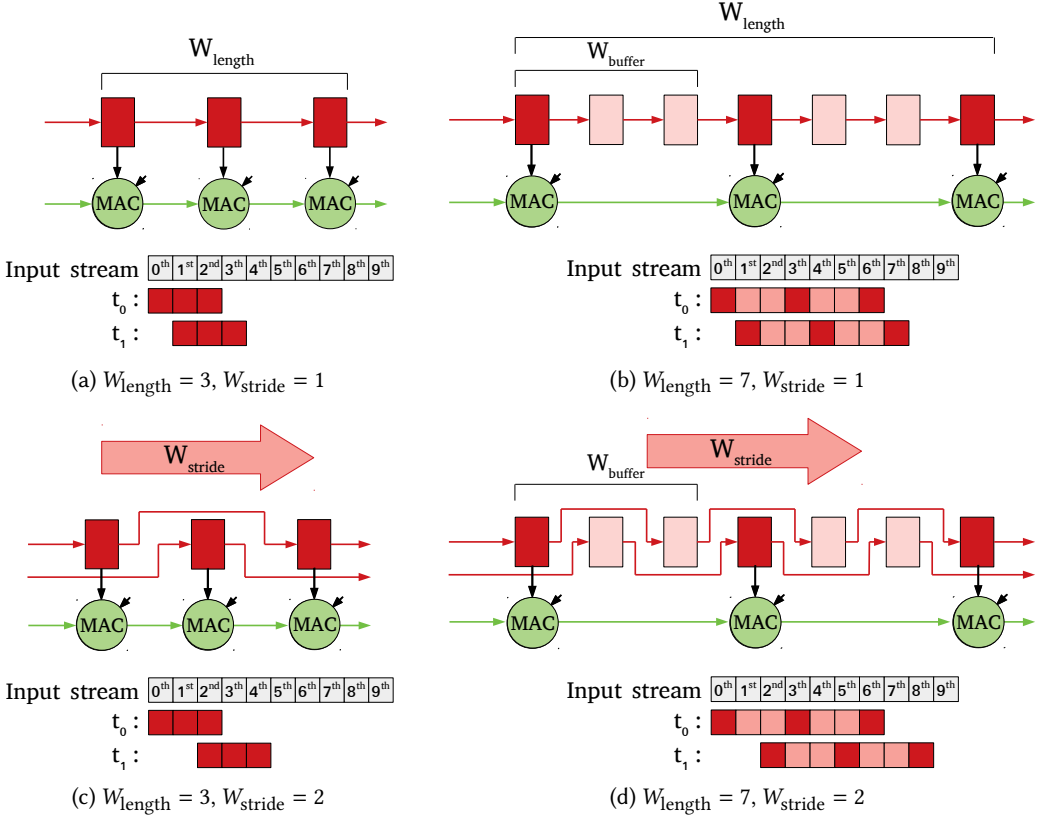 W_length
MAC MAC MAC
Input stream 0th 1st 2nd 3th 4th 5th 6th 7th 8th 9th
t0 :
t1 :
(a) W_length = 3, W_stride = 1
W_length
W_buffer
MAC MAC MAC
Input stream 0th 1st 2nd 3th 4th 5th 6th 7th 8th 9th
t0 :
t1 :
(b) W_length = 7, W_stride = 1
W_stride
MAC MAC MAC
Input stream 0th 1st 2nd 3th 4th 5th 6th 7th 8th 9th
t0 :
t1 :
(c) W_length = 3, W_stride = 2
W_stride
W_buffer
MAC MAC MAC
Input stream 0th 1st 2nd 3th 4th 5th 6th 7th 8th 9th
t0 :
t1 :
(d) W_length = 7, W_stride = 2